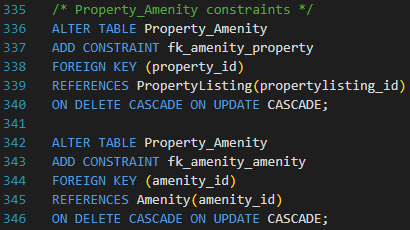 335 /* Property_Amenity constraints */
336 ALTER TABLE Property_Amenity
337 ADD CONSTRAINT fk_amenity_property
338 FOREIGN KEY (property_id)
339 REFERENCES PropertyListing(propertylisting_id)
340 ON DELETE CASCADE ON UPDATE CASCADE;
341
342 ALTER TABLE Property_Amenity
343 ADD CONSTRAINT fk_amenity_amenity
344 FOREIGN KEY (amenity_id)
345 REFERENCES Amenity(amenity_id)
346 ON DELETE CASCADE ON UPDATE CASCADE;